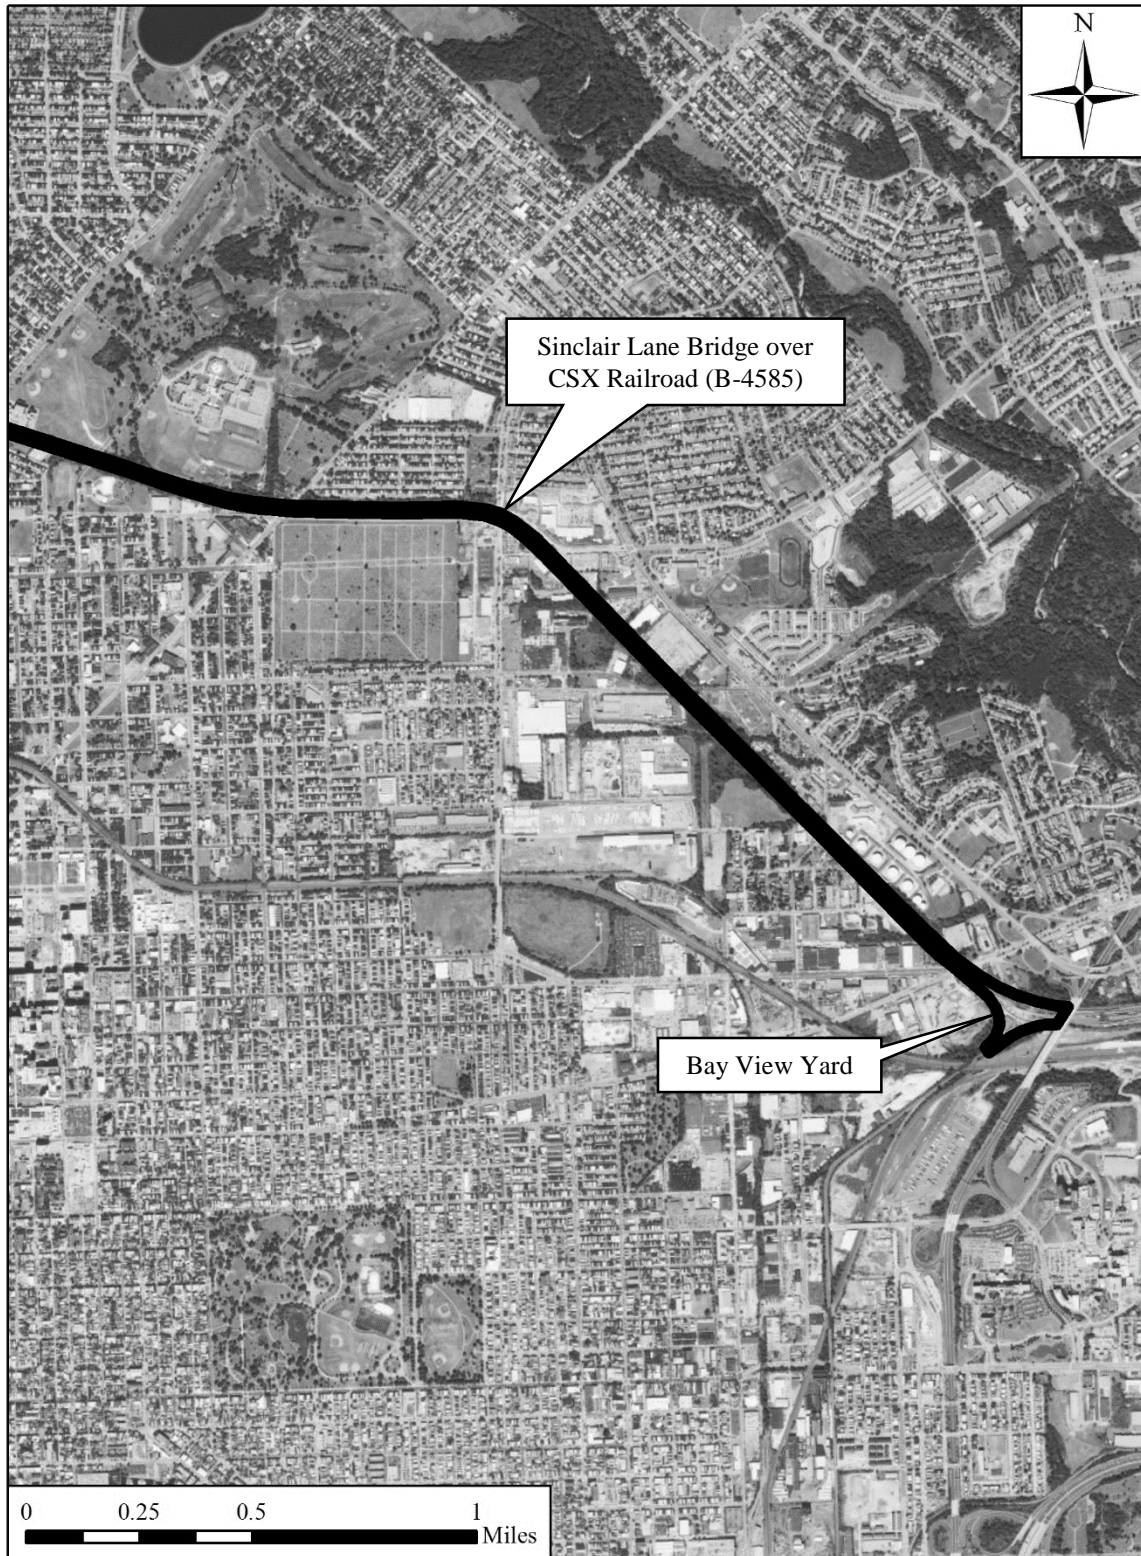 N
Sinclair Lane Bridge over
CSX Railroad (B-4585)
Bay View Yard
0 0.25 0.5 1
Miles